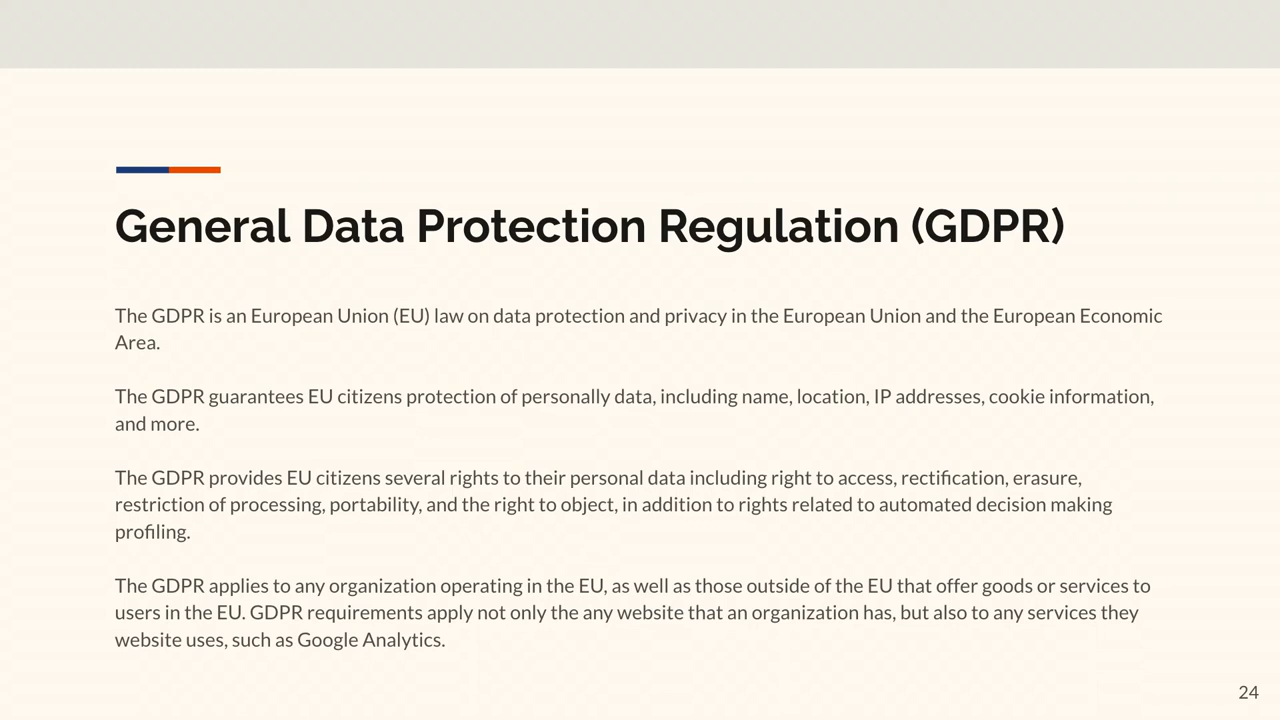 General Data Protection Regulation (GDPR)
The GDPR is an European Union (EU) law on data protection and privacy in the European Union and the European Economic
Area.
The GDPR guarantees EU citizens protection of personally data, including name, location, IP addresses, cookie information,
and more.
The GDPR provides EU citizens several rights to their personal data including right to access, rectification, erasure,
restriction of processing, portability, and the right to object, in addition to rights related to automated decision making
profiling.
The GDPR applies to any organization operating in the EU, as well as those outside of the EU that offer goods or services to
users in the EU. GDPR requirements apply not only the any website that an organization has, but also to any services they
website uses, such as Google Analytics.
24